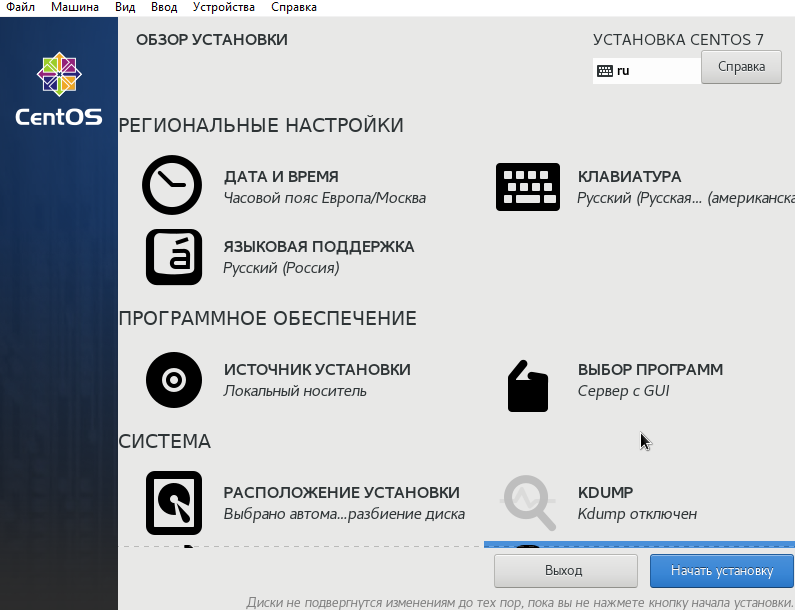 Файл Машина Вид Ввод Устройства Справка
CentOS
ОБЗОР УСТАНОВКИ
УСТАНОВКА CENTOS 7
ru
Справка
РЕГИОНАЛЬНЫЕ НАСТРОЙКИ
ДАТА И ВРЕМЯ
Часовой пояс Европа/Москва
КЛАВИАТУРА
Русский (Русская... (американска
ЯЗЫКОВАЯ ПОДДЕРЖКА
Русский (Россия)
ПРОГРАММНОЕ ОБЕСПЕЧЕНИЕ
ИСТОЧНИК УСТАНОВКИ
Локальный носитель
ВЫБОР ПРОГРАММ
Сервер с GUI
СИСТЕМА
РАСПОЛОЖЕНИЕ УСТАНОВКИ
Выбрано автома...разбиение диска
KDUMP
Kdump отключен
Выход
Начать установку
Диски не подвергнутся изменениям до тех пор, пока вы не нажмете кнопку начала установки.